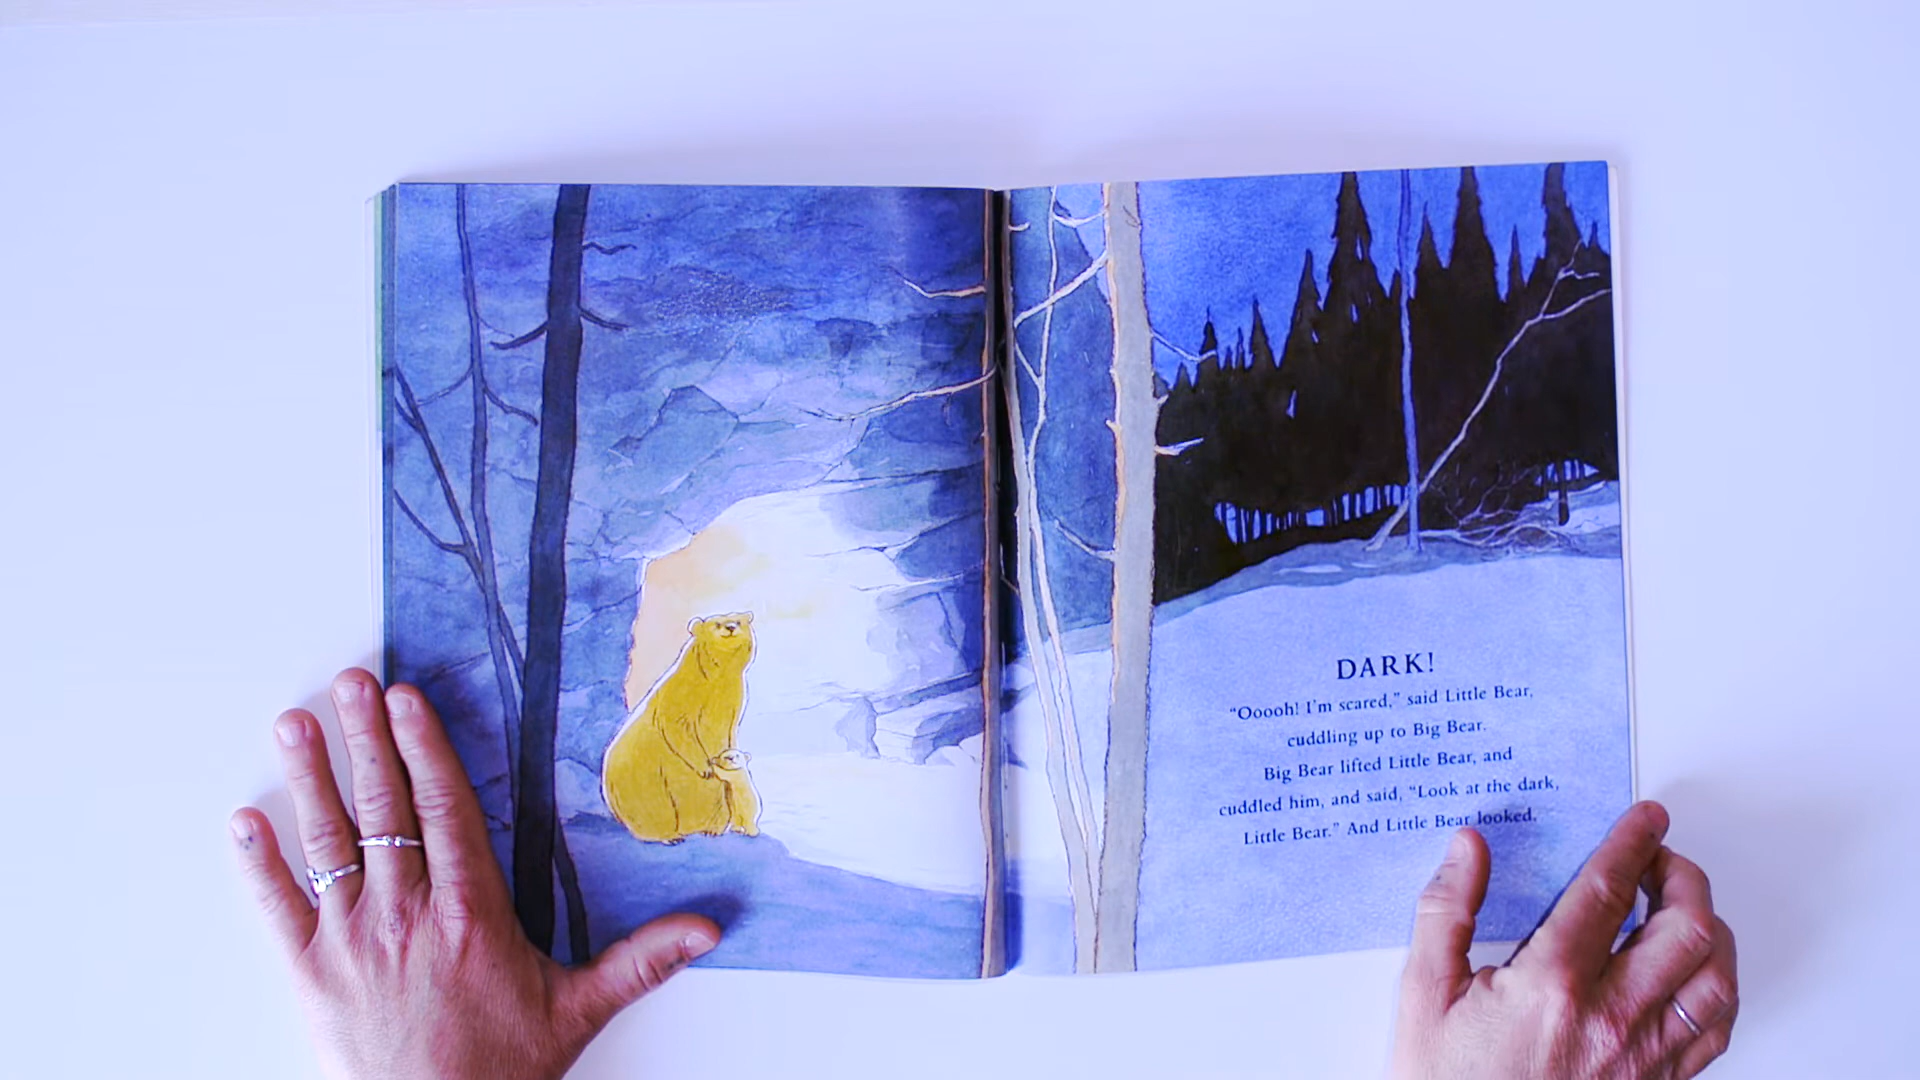 DARK!
“Ooooh! I’m scared,” said Little Bear,
cuddling up to Big Bear.
Big Bear lifted Little Bear, and
cuddled him, and said, “Look at the dark,
Little Bear.” And Little Bear looked.